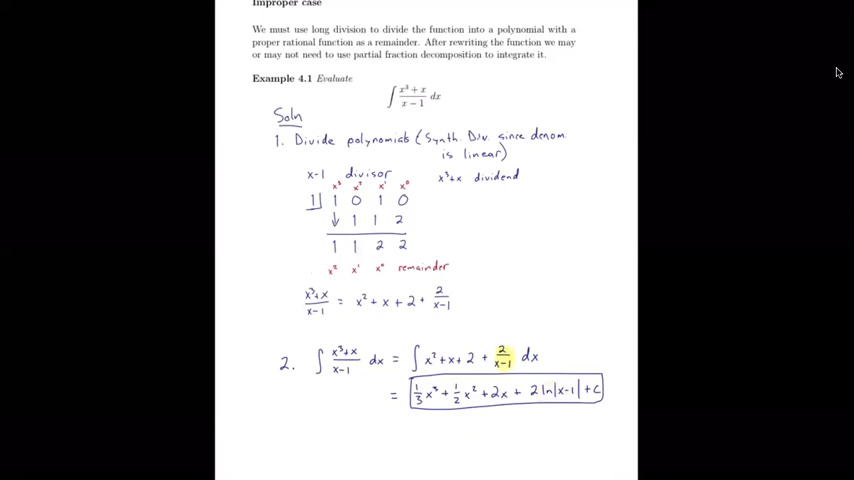 Improper case
We must use long division to divide the function into a polynomial with a
proper rational function as a remainder. After rewriting the function we may
or may not need to use partial fraction decomposition to integrate it.
Example 4.1 Evaluate
∫ (x³ + x)/(x − 1) dx
Soln
1. Divide polynomials (Synth. Div. since denom
is linear)
x-1 divisor x³+x dividend
x³ x² x¹ x⁰
1| 1 0 1 0
↓ 1 1 2
1 1 2 2
x² x¹ x⁰ remainder
(x³+x)/(x-1) = x² + x + 2 + 2/(x-1)
2. ∫ (x³+x)/(x-1) dx = ∫ x² + x + 2 + 2/(x-1) dx
= 1/3 x³ + 1/2 x² + 2x + 2 ln|x-1| + C